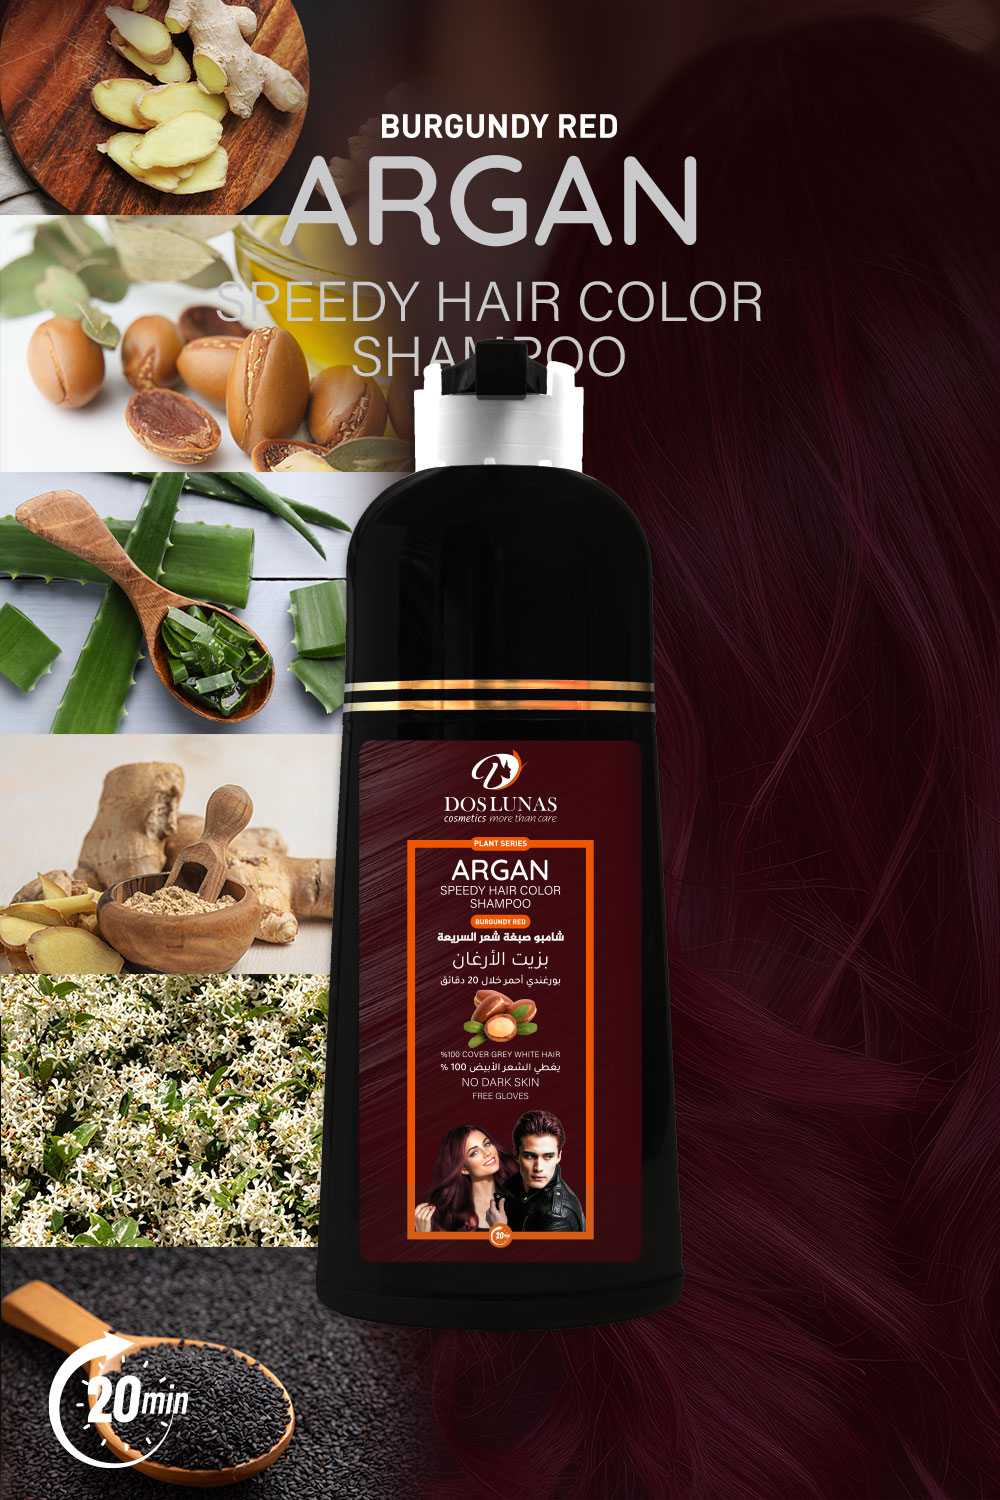 BURGUNDY RED
ARGAN
SPEEDY HAIR COLOR
SHAMPOO
DOS LUNAS
cosmetics more than care
PLANT SERIES
ARGAN
SPEEDY HAIR COLOR
SHAMPOO
BURGUNDY RED
شامبو صبغة شعر السريعة
بزيت الأرغان
بورغندي أحمر خلال 20 دقائق
%100 COVER GREY WHITE HAIR
يغطي الشعر الأبيض 100 %
NO DARK SKIN
FREE GLOVES
20min
20min